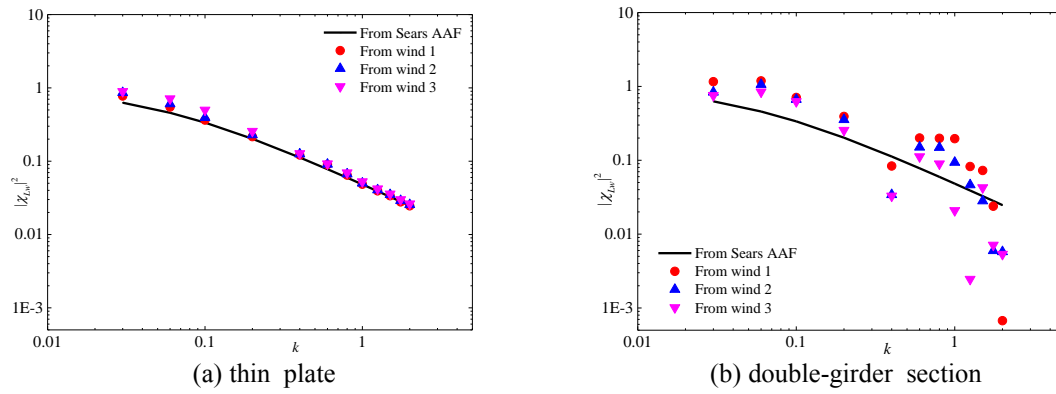 10
From Sears AAF
From wind 1
From wind 2
From wind 3
1
0.1
|χLw|²
0.01
1E-3
0.01
0.1
1
k
(a) thin plate
10
1
0.1
|χLw|²
0.01
From Sears AAF
From wind 1
From wind 2
From wind 3
1E-3
0.01
0.1
1
k
(b) double-girder section